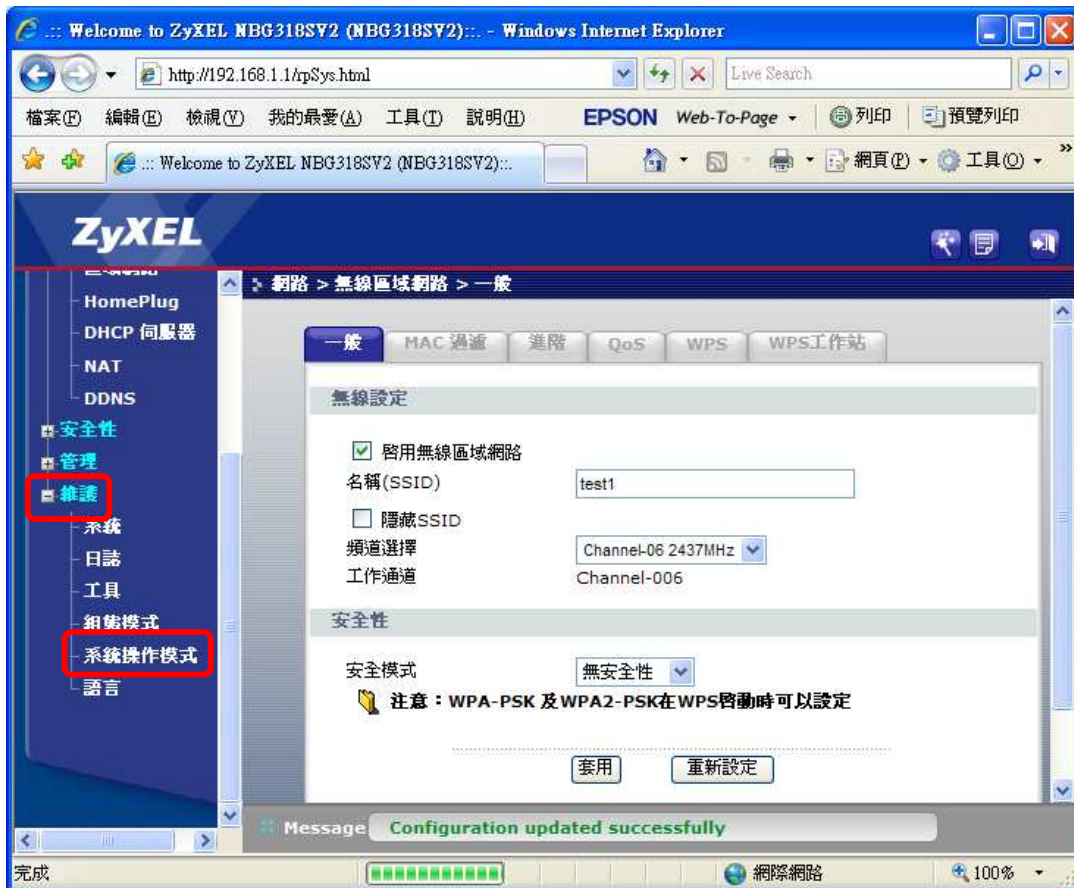 .:: Welcome to ZyXEL NBG318SV2 (NBG318SV2)::. - Windows Internet Explorer
http://192.168.1.1/rpSys.html
Live Search
檔案(F) 編輯(E) 檢視(V) 我的最愛(A) 工具(T) 說明(H) EPSON Web-To-Page 列印 預覽列印
.:: Welcome to ZyXEL NBG318SV2 (NBG318SV2)::. 網頁(P) 工具(O) »
ZyXEL
區域網路
HomePlug
DHCP 伺服器
NAT
DDNS
安全性
管理
維護
系統
日誌
工具
組態模式
系統操作模式
語言
網路 > 無線區域網路 > 一般
一般 MAC 過濾 進階 QoS WPS WPS工作站
無線設定
啓用無線區域網路
名稱(SSID) test1
隱藏SSID
頻道選擇 Channel-06 2437MHz
工作通道 Channel-006
安全性
安全模式 無安全性
注意：WPA-PSK 及WPA2-PSK在WPS啓動時可以設定
套用 重新設定
Message Configuration updated successfully
完成 網際網路 100%